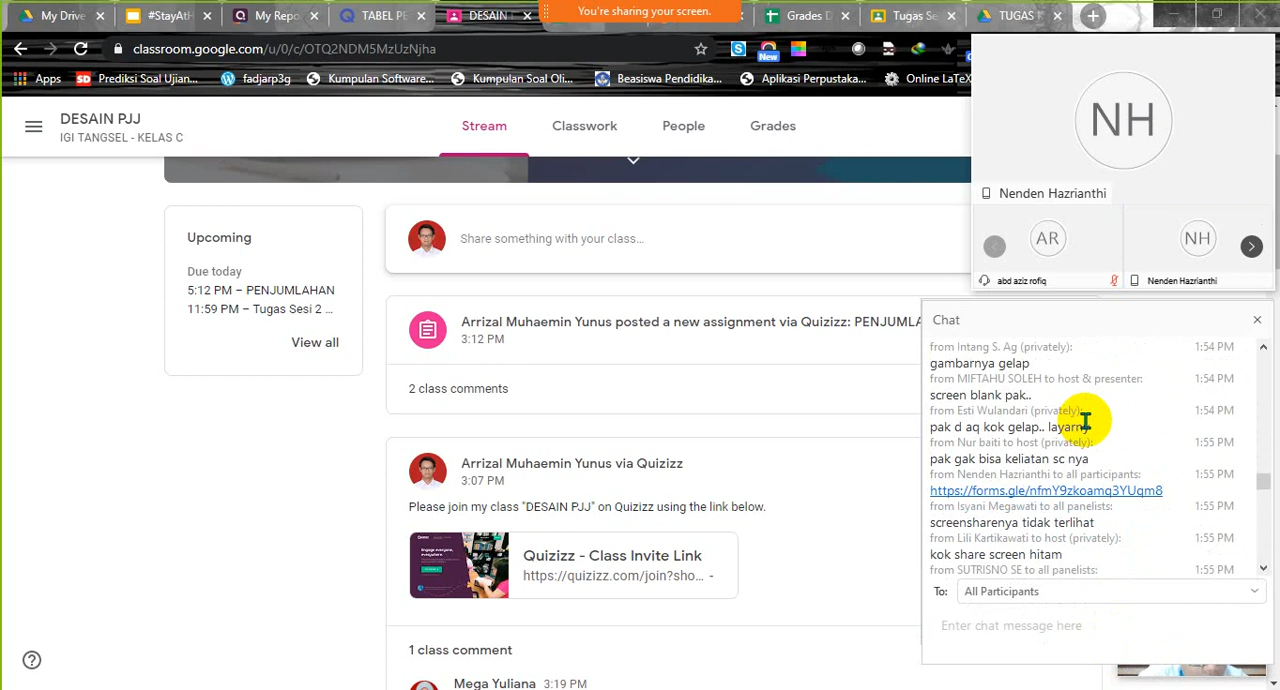 My Drive
#StayAtH
My Repo
TABEL PE
DESAIN
You're sharing your screen.
Grades D
Tugas Se
TUGAS
classroom.google.com/u/0/c/OTQ2NDM5MzUzNjha
New
Apps
Prediksi Soal Ujian...
fadjarp3g
Kumpulan Software...
Kumpulan Soal Oli...
Beasiswa Pendidika...
Aplikasi Perpustaka...
Online LaTeX
DESAIN PJJ
IGI TANGSEL - KELAS C
Stream
Classwork
People
Grades
NH
Nenden Hazrianthi
AR
NH
abd aziz rofiq
Nenden Hazrianthi
Upcoming
Due today
5:12 PM – PENJUMLAHAN
11:59 PM – Tugas Sesi 2 ...
View all
Share something with your class...
Arrizal Muhaemin Yunus posted a new assignment via Quizizz: PENJUMLA
3:12 PM
2 class comments
Arrizal Muhaemin Yunus via Quizizz
3:07 PM
Please join my class "DESAIN PJJ" on Quizizz using the link below.
Quizizz - Class Invite Link
https://quizizz.com/join?sho...
1 class comment
Mega Yuliana 3:19 PM
Chat
from Intang S. Ag (privately): 1:54 PM
gambarnya gelap
from MIFTAHU SOLEH to host & presenter: 1:54 PM
screen blank pak..
from Esti Wulandari (privately): 1:54 PM
pak d aq kok gelap.. layarny
from Nur baiti to host (privately): 1:55 PM
pak gak bisa keliatan sc nya
from Nenden Hazrianthi to all participants: 1:55 PM
https://forms.gle/nfmY9zkoamq3YUqm8
from Isyani Megawati to all panelists: 1:55 PM
screensharenya tidak terlihat
from Lili Kartikawati to host (privately): 1:55 PM
kok share screen hitam
from SUTRISNO SE to all panelists: 1:55 PM
To: All Participants
Enter chat message here